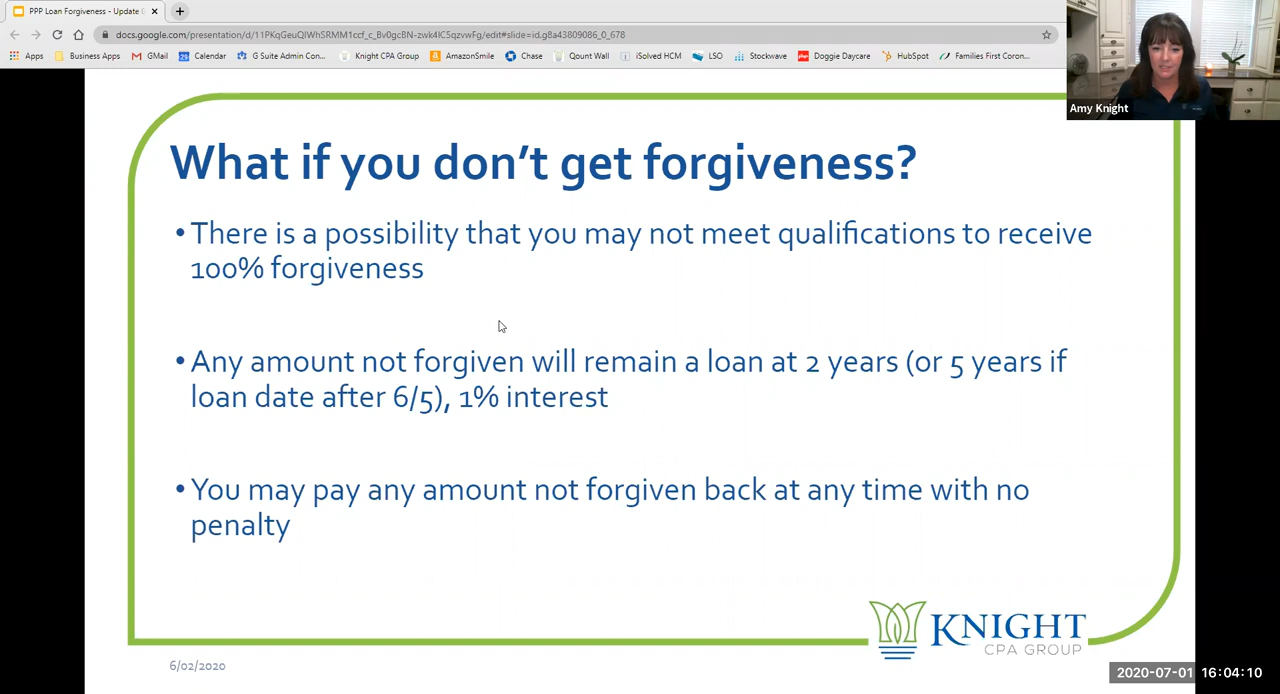 PPP Loan Forgiveness - Update
docs.google.com/presentation/d/11PKqGeuQIWhSRMM1ccf_c_8v0gcBN-zwk4IC5qzvwFg/edit#slide=id.g8a43809086_0_678
Apps Business Apps GMail Calendar G Suite Admin Con... Knight CPA Group AmazonSmile Chase Qount Wall iSolved HCM LSO Stockwave Doggie Daycare HubSpot Families First Coron...
Amy Knight
What if you don't get forgiveness?
• There is a possibility that you may not meet qualifications to receive
100% forgiveness
• Any amount not forgiven will remain a loan at 2 years (or 5 years if
loan date after 6/5), 1% interest
• You may pay any amount not forgiven back at any time with no
penalty
KNIGHT
CPA GROUP
6/02/2020
2020-07-01 16:04:10